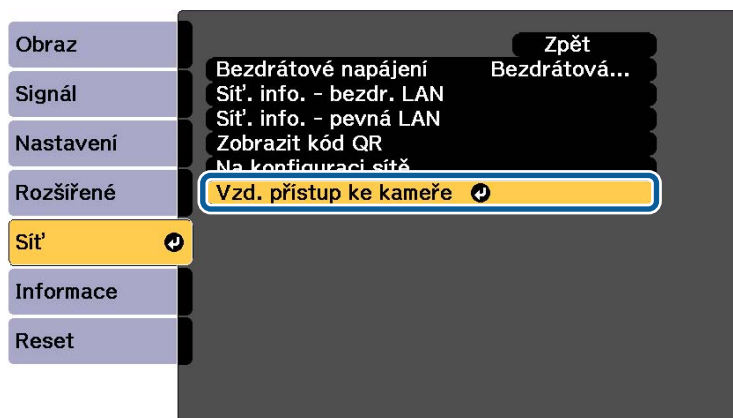 Obraz
Signál
Nastavení
Rozšířené
Síť
Informace
Reset
Zpět
Bezdrátové napájení Bezdrátová...
Síť. info. - bezdr. LAN
Síť. info. - pevná LAN
Zobrazit kód QR
Na konfiguraci sítě
Vzd. přístup ke kameře